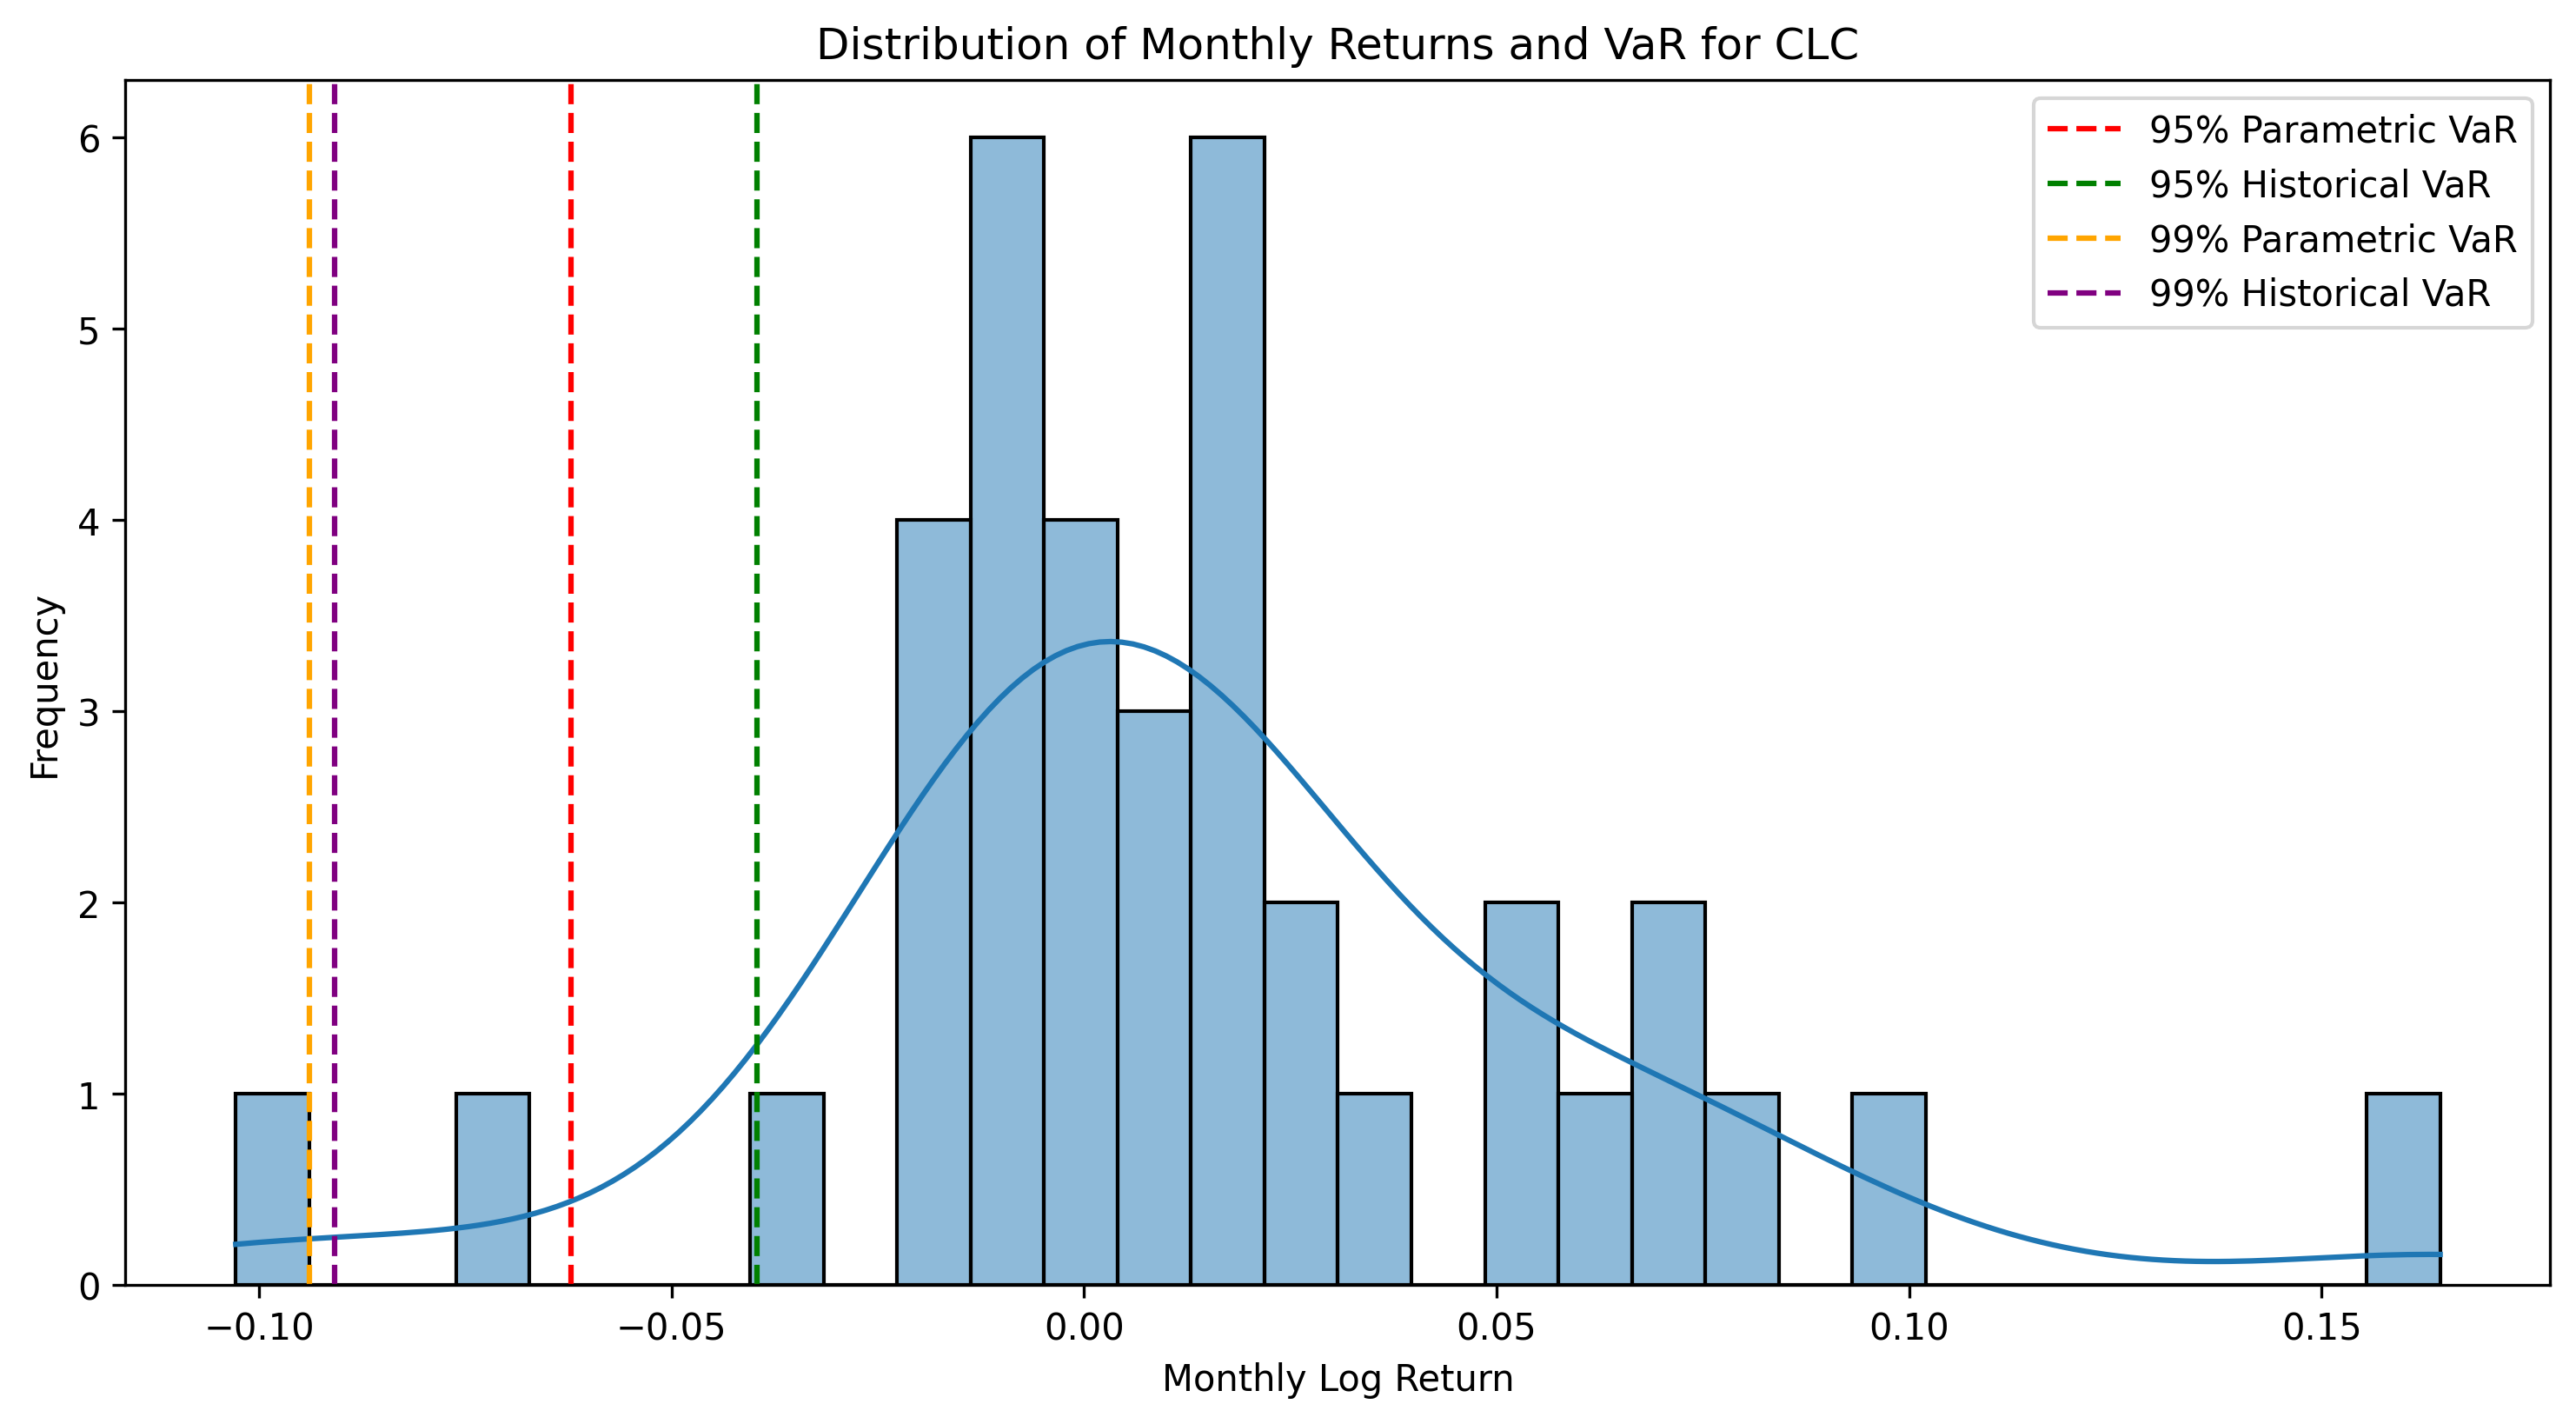 Distribution of Monthly Returns and VaR for CLC
95% Parametric VaR
95% Historical VaR
99% Parametric VaR
99% Historical VaR
6
5
4
3
2
1
0
Frequency
−0.10 −0.05 0.00 0.05 0.10 0.15
Monthly Log Return